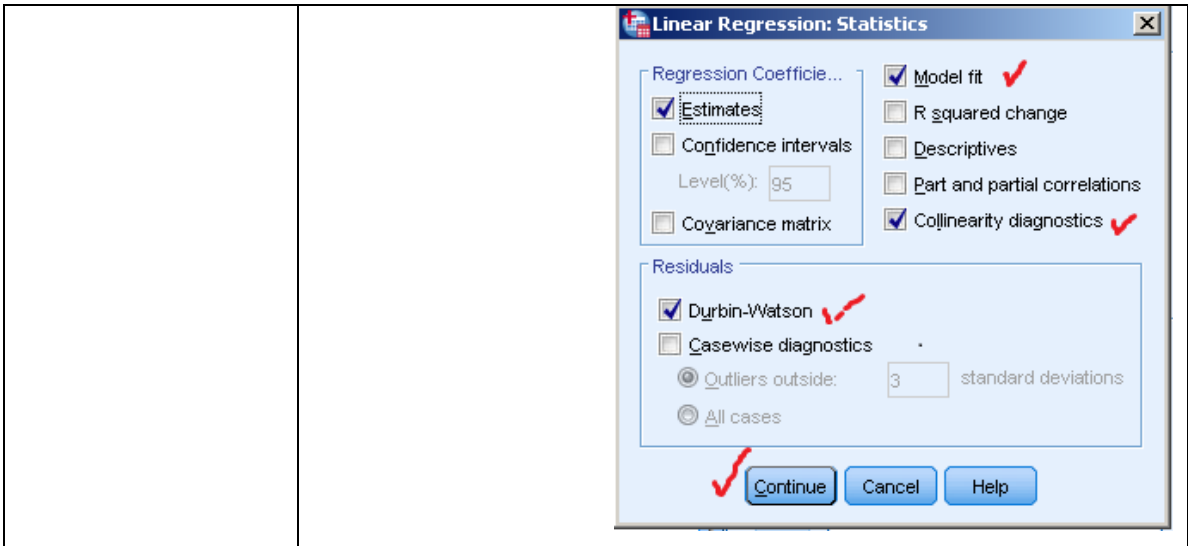 Linear Regression: Statistics
Regression Coefficie...
Estimates
Confidence intervals
Level(%): 95
Covariance matrix
Model fit
R squared change
Descriptives
Part and partial correlations
Collinearity diagnostics
Residuals
Durbin-Watson
Casewise diagnostics
Outliers outside: 3 standard deviations
All cases
Continue Cancel Help